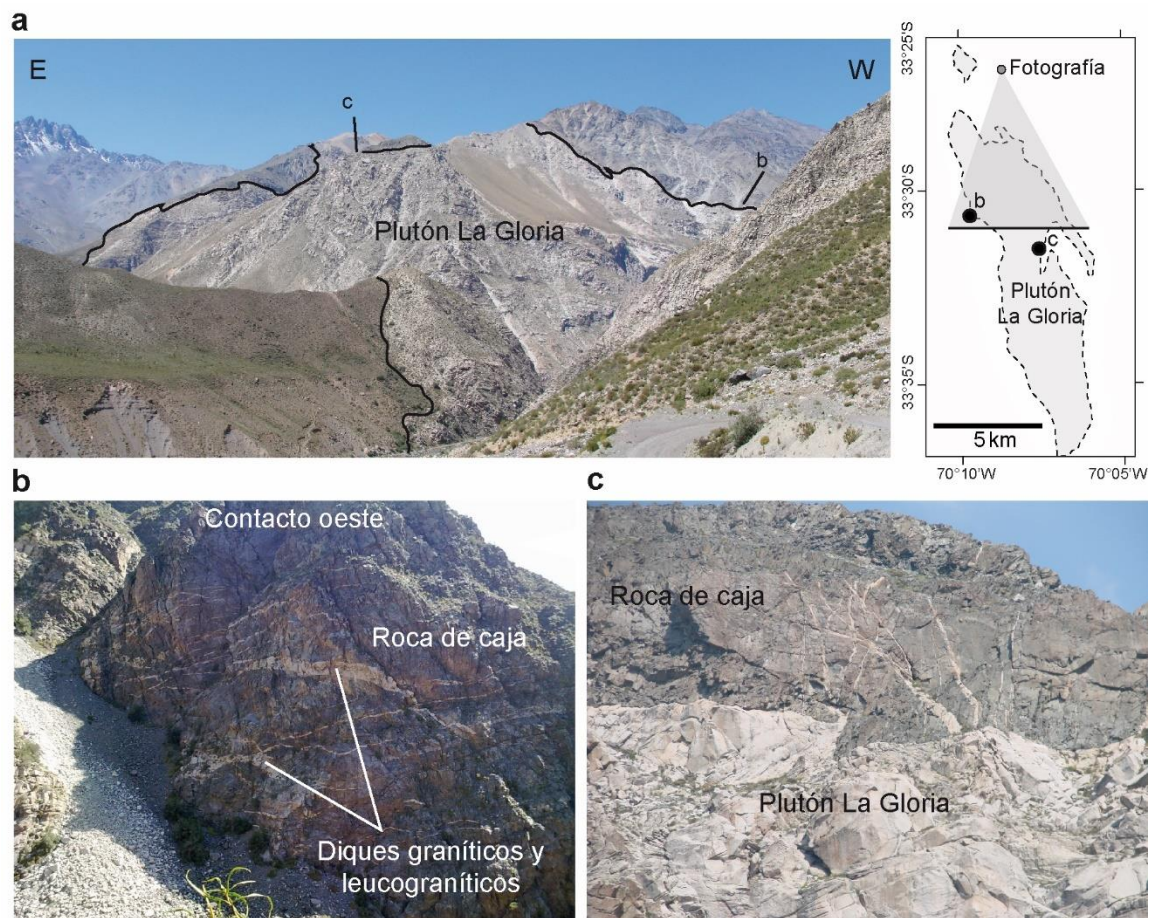 a
E
W
c
b
Plutón La Gloria
33°25'S
33°30'S
33°35'S
Fotografía
b
c
Plutón
La Gloria
5 km
70°10'W
70°05'W
b
Contacto oeste
Roca de caja
Diques graníticos y
leucograníticos
c
Roca de caja
Plutón La Gloria